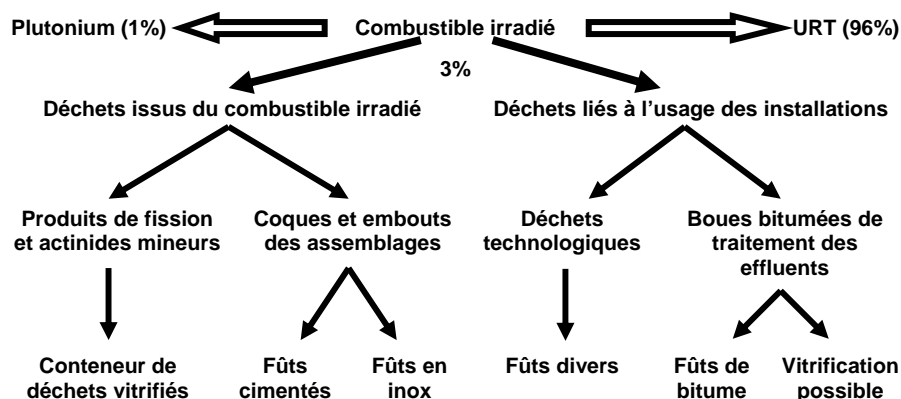 Plutonium (1%) Combustible irradié URT (96%)
3%
Déchets issus du combustible irradié Déchets liés à l'usage des installations
Produits de fission Coques et embouts Déchets Boues bitumées de
et actinides mineurs des assemblages technologiques traitement des
effluents
Conteneur de Fûts Fûts en Fûts divers Fûts de Vitrification
déchets vitrifiés cimentés inox bitume possible